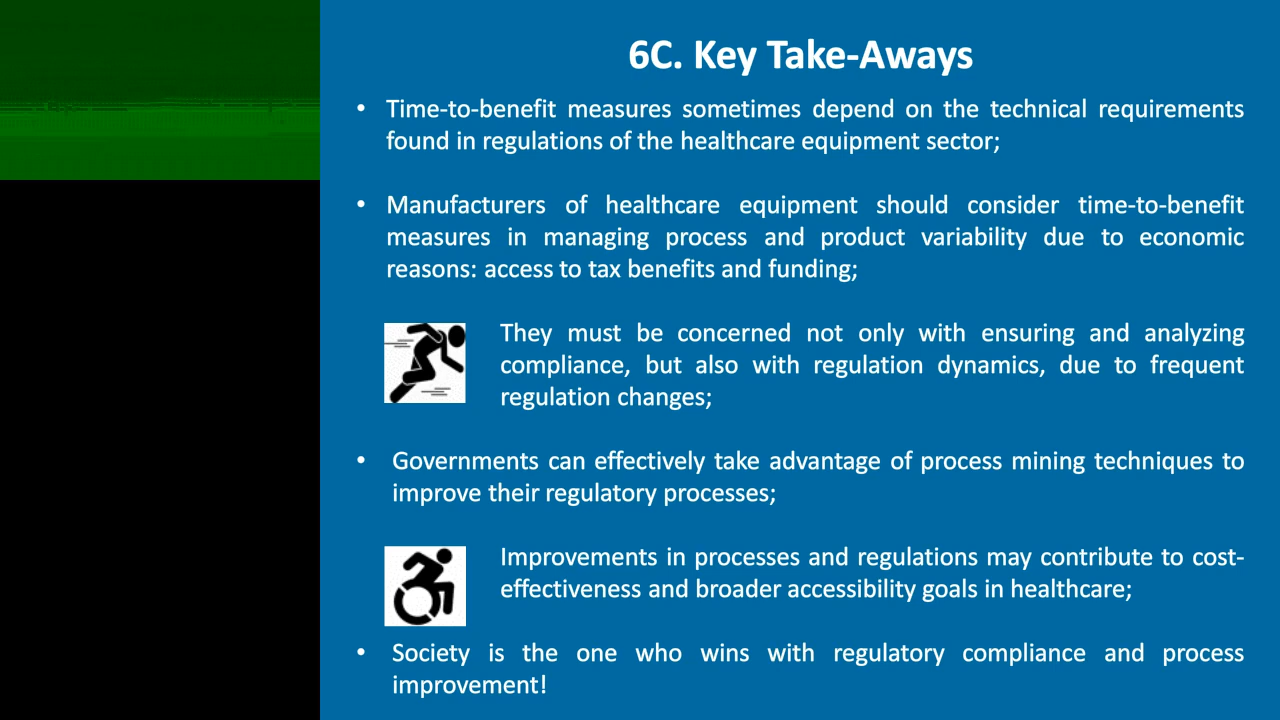 6C. Key Take-Aways
• Time-to-benefit measures sometimes depend on the technical requirements
found in regulations of the healthcare equipment sector;
• Manufacturers of healthcare equipment should consider time-to-benefit
measures in managing process and product variability due to economic
reasons: access to tax benefits and funding;
They must be concerned not only with ensuring and analyzing
compliance, but also with regulation dynamics, due to frequent
regulation changes;
• Governments can effectively take advantage of process mining techniques to
improve their regulatory processes;
Improvements in processes and regulations may contribute to cost-
effectiveness and broader accessibility goals in healthcare;
• Society is the one who wins with regulatory compliance and process
improvement!